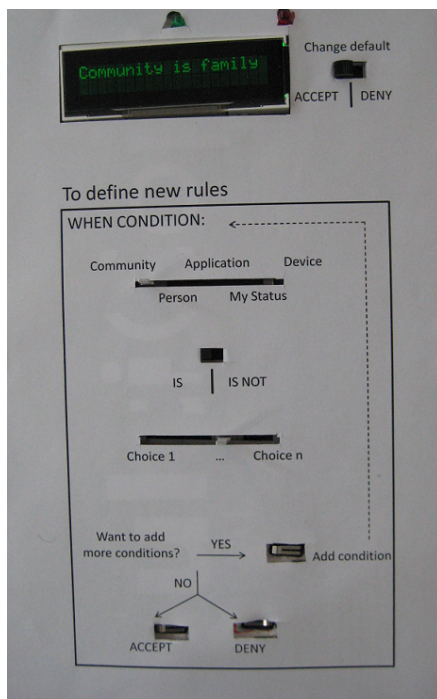 Community is family
Change default
ACCEPT | DENY
To define new rules
WHEN CONDITION:
Community Application Device
Person My Status
IS | IS NOT
Choice 1 ... Choice n
Want to add
more conditions?
YES
Add condition
NO
ACCEPT DENY